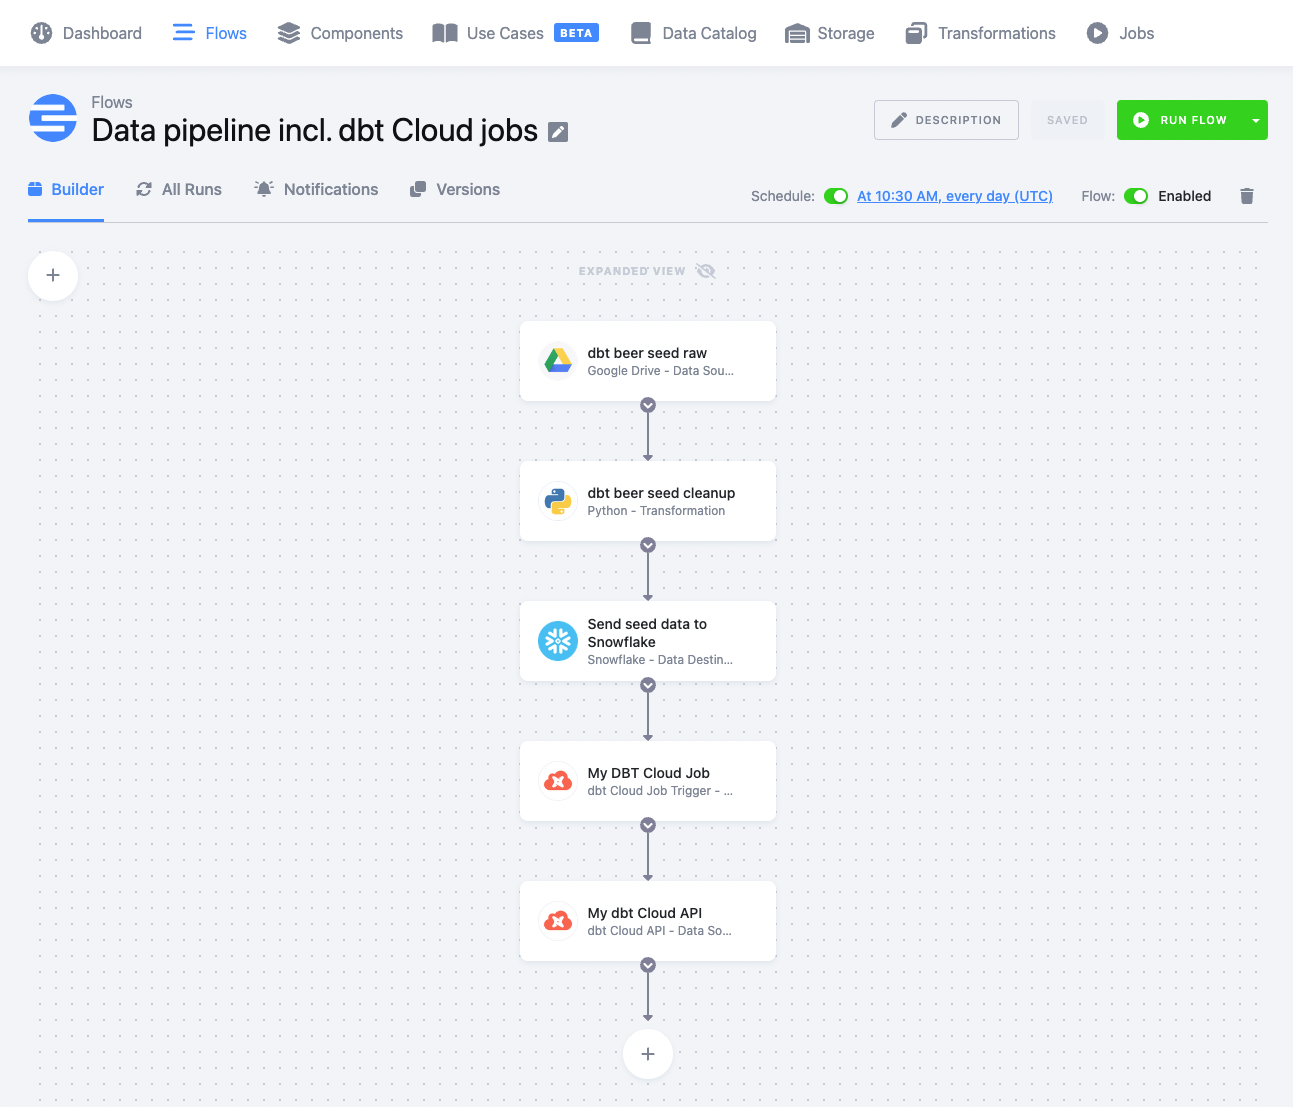 Dashboard Flows Components Use Cases BETA Data Catalog Storage Transformations Jobs
Flows
Data pipeline incl. dbt Cloud jobs
DESCRIPTION SAVED RUN FLOW
Builder All Runs Notifications Versions
Schedule: At 10:30 AM, every day (UTC) Flow: Enabled
EXPANDED VIEW
dbt beer seed raw
Google Drive - Data Sou...
dbt beer seed cleanup
Python - Transformation
Send seed data to
Snowflake
Snowflake - Data Destin...
My DBT Cloud Job
dbt Cloud Job Trigger - ...
My dbt Cloud API
dbt Cloud API - Data So...